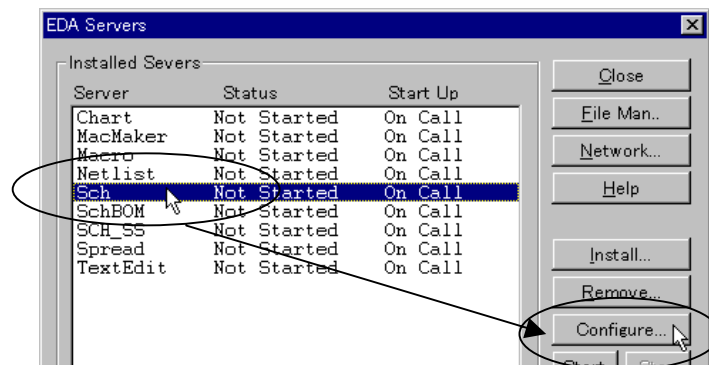 EDA Servers
Installed Severs
Server Status Start Up
Chart Not Started On Call
MacMaker Not Started On Call
Macro Not Started On Call
Netlist Not Started On Call
Sch Not Started On Call
SchBOM Not Started On Call
SCH_SS Not Started On Call
Spread Not Started On Call
TextEdit Not Started On Call
Close
File Man..
Network...
Help
Install...
Remove...
Configure...
Start